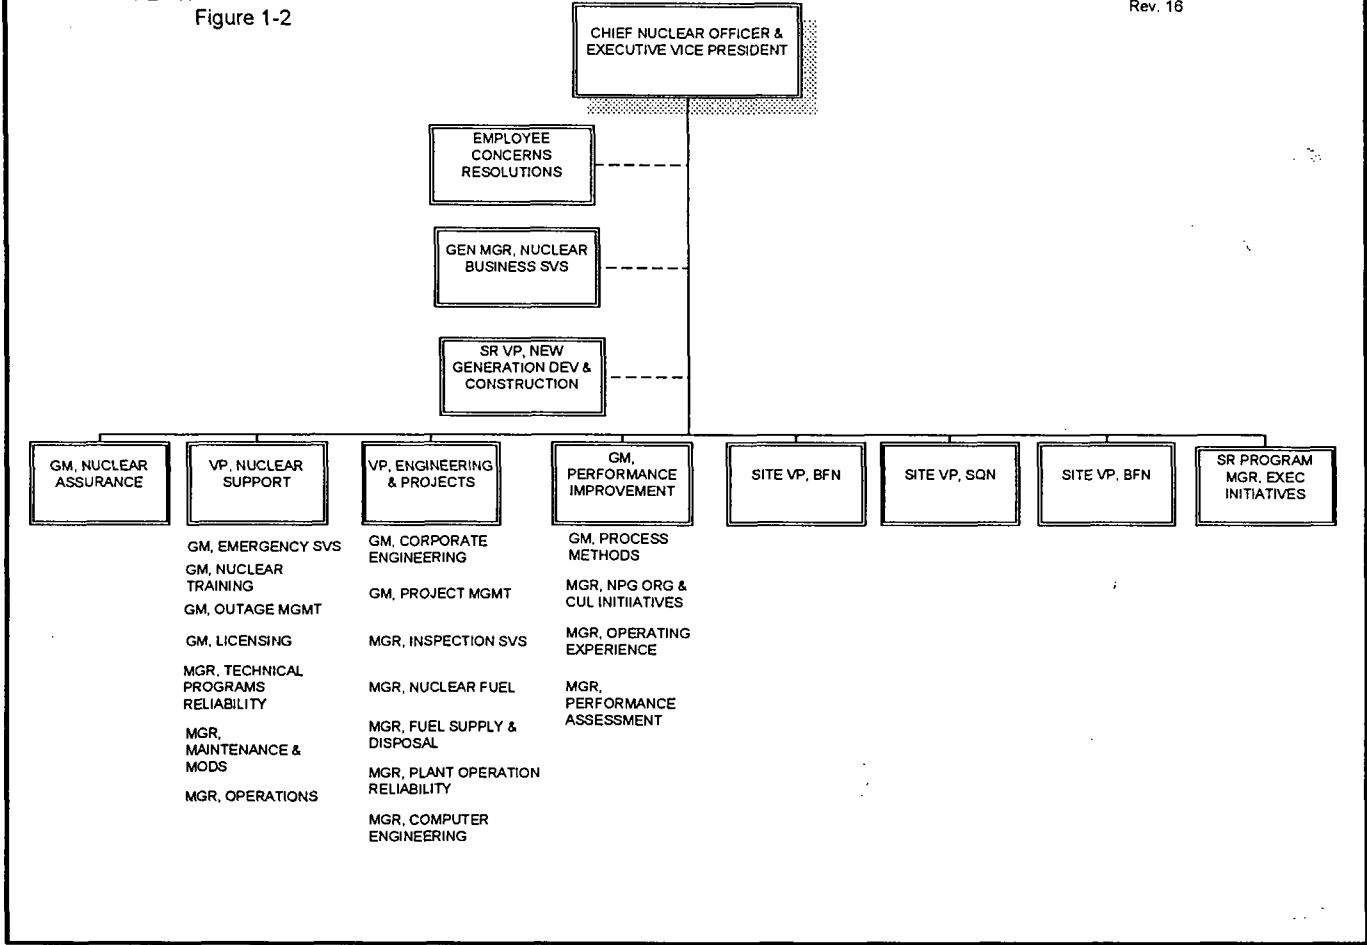 Figure 1-2
Rev. 16
CHIEF NUCLEAR OFFICER &
EXECUTIVE VICE PRESIDENT
EMPLOYEE
CONCERNS
RESOLUTIONS
GEN MGR, NUCLEAR
BUSINESS SVS
SR VP, NEW
GENERATION DEV &
CONSTRUCTION
GM, NUCLEAR
ASSURANCE
VP, NUCLEAR
SUPPORT
VP, ENGINEERING
& PROJECTS
GM,
PERFORMANCE
IMPROVEMENT
SITE VP, BFN
SITE VP, SQN
SITE VP, BFN
SR PROGRAM
MGR, EXEC
INITIATIVES
GM, EMERGENCY SVS
GM, NUCLEAR
TRAINING
GM, OUTAGE MGMT
GM, LICENSING
MGR, TECHNICAL
PROGRAMS
RELIABILITY
MGR,
MAINTENANCE &
MODS
MGR, OPERATIONS
GM, CORPORATE
ENGINEERING
GM, PROJECT MGMT
MGR, INSPECTION SVS
MGR, NUCLEAR FUEL
MGR, FUEL SUPPLY &
DISPOSAL
MGR, PLANT OPERATION
RELIABILITY
MGR, COMPUTER
ENGINEERING
GM, PROCESS
METHODS
MGR, NPG ORG &
CUL INITIIATIVES
MGR, OPERATING
EXPERIENCE
MGR,
PERFORMANCE
ASSESSMENT